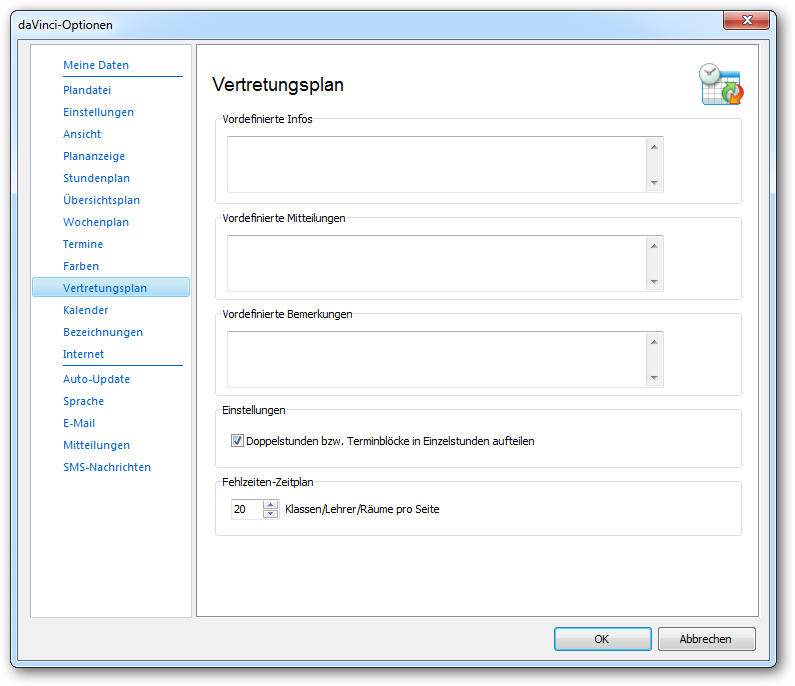 daVinci-Optionen
Meine Daten
Plandatei
Einstellungen
Ansicht
Plananzeige
Stundenplan
Übersichtsplan
Wochenplan
Termine
Farben
Vertretungsplan
Kalender
Bezeichnungen
Internet
Auto-Update
Sprache
E-Mail
Mitteilungen
SMS-Nachrichten
Vertretungsplan
Vordefinierte Infos
Vordefinierte Mitteilungen
Vordefinierte Bemerkungen
Einstellungen
Doppelstunden bzw. Terminblöcke in Einzelstunden aufteilen
Fehlzeiten-Zeitplan
20 Klassen/Lehrer/Räume pro Seite
OK Abbrechen